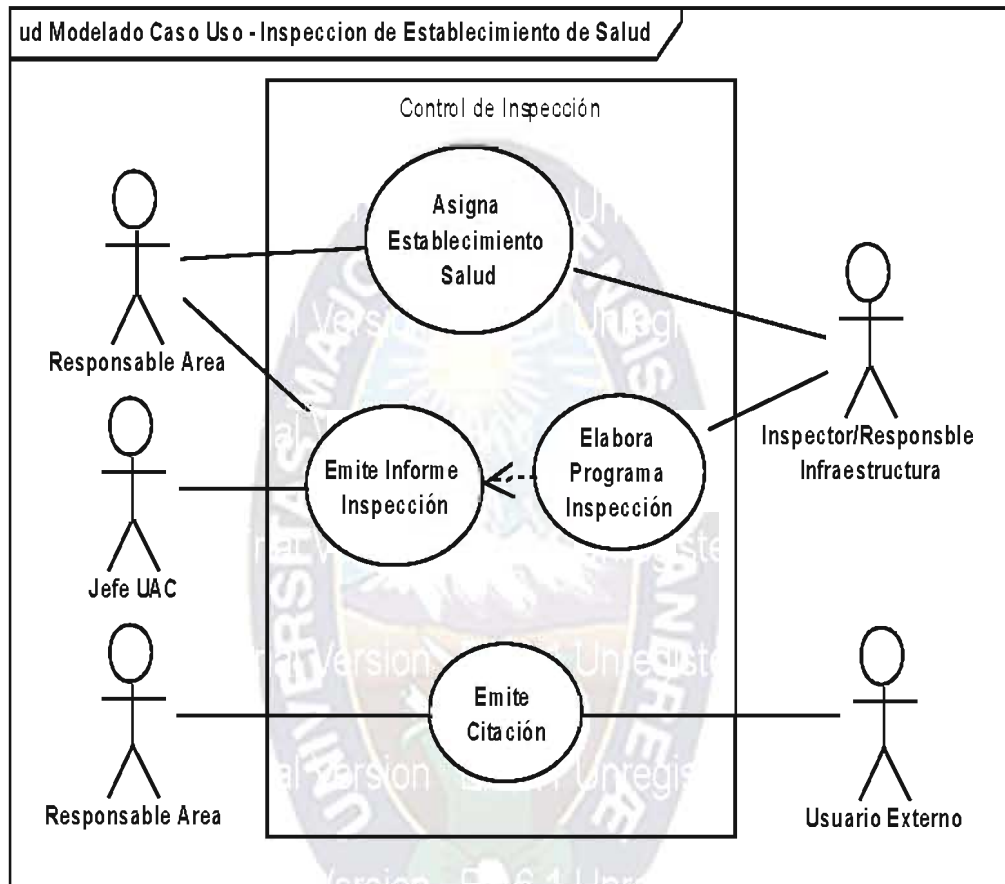 ud Modelado Caso Uso - Inspeccion de Establecimiento de Salud
Control de Inspección
Asigna
Establecimiento
Salud
Responsable Area
Inspector/Responsble
Infraestructura
Emite Informe
Inspección
Elabora
Programa
Inspección
Jefe UAC
Emite
Citación
Responsable Area
Usuario Externo